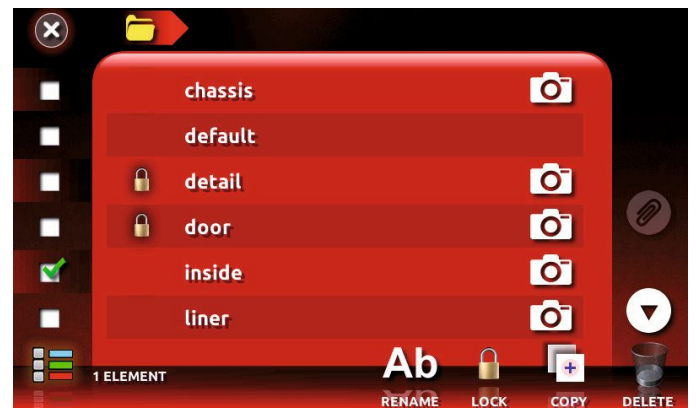 chassis
default
detail
door
inside
liner
1 ELEMENT
Ab
RENAME LOCK COPY DELETE